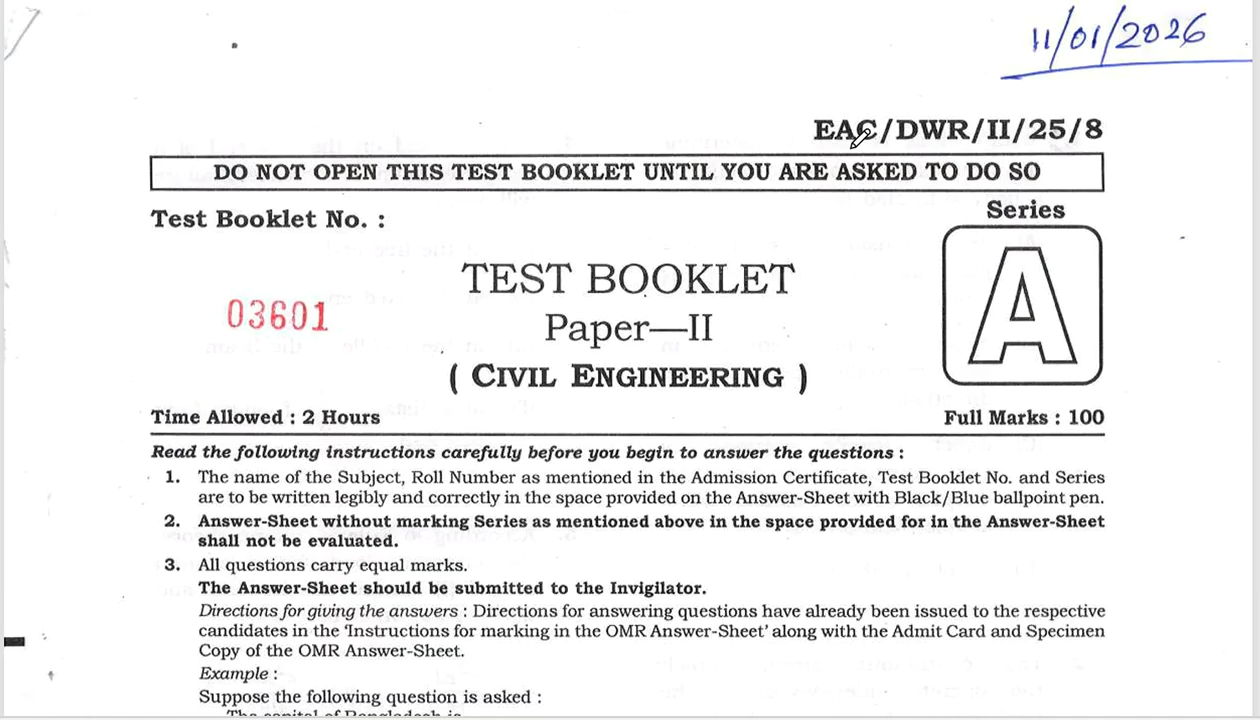 11/01/2026
EAC/DWR/II/25/8
DO NOT OPEN THIS TEST BOOKLET UNTIL YOU ARE ASKED TO DO SO
Test Booklet No. :
Series
TEST BOOKLET
A
03601
Paper—II
( CIVIL ENGINEERING )
Time Allowed : 2 Hours
Full Marks : 100
Read the following instructions carefully before you begin to answer the questions :
1. The name of the Subject, Roll Number as mentioned in the Admission Certificate, Test Booklet No. and Series
are to be written legibly and correctly in the space provided on the Answer-Sheet with Black/Blue ballpoint pen.
2. Answer-Sheet without marking Series as mentioned above in the space provided for in the Answer-Sheet
shall not be evaluated.
3. All questions carry equal marks.
The Answer-Sheet should be submitted to the Invigilator.
Directions for giving the answers : Directions for answering questions have already been issued to the respective
candidates in the 'Instructions for marking in the OMR Answer-Sheet' along with the Admit Card and Specimen
Copy of the OMR Answer-Sheet.
Example :
Suppose the following question is asked :
The capital of Bangladesh is